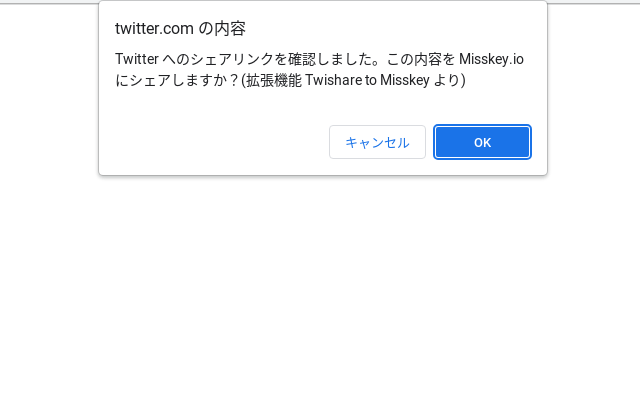 twitter.com の内容
Twitter へのシェアリンクを確認しました。この内容を Misskey.io
にシェアしますか？(拡張機能 Twishare to Misskey より)
キャンセル
OK